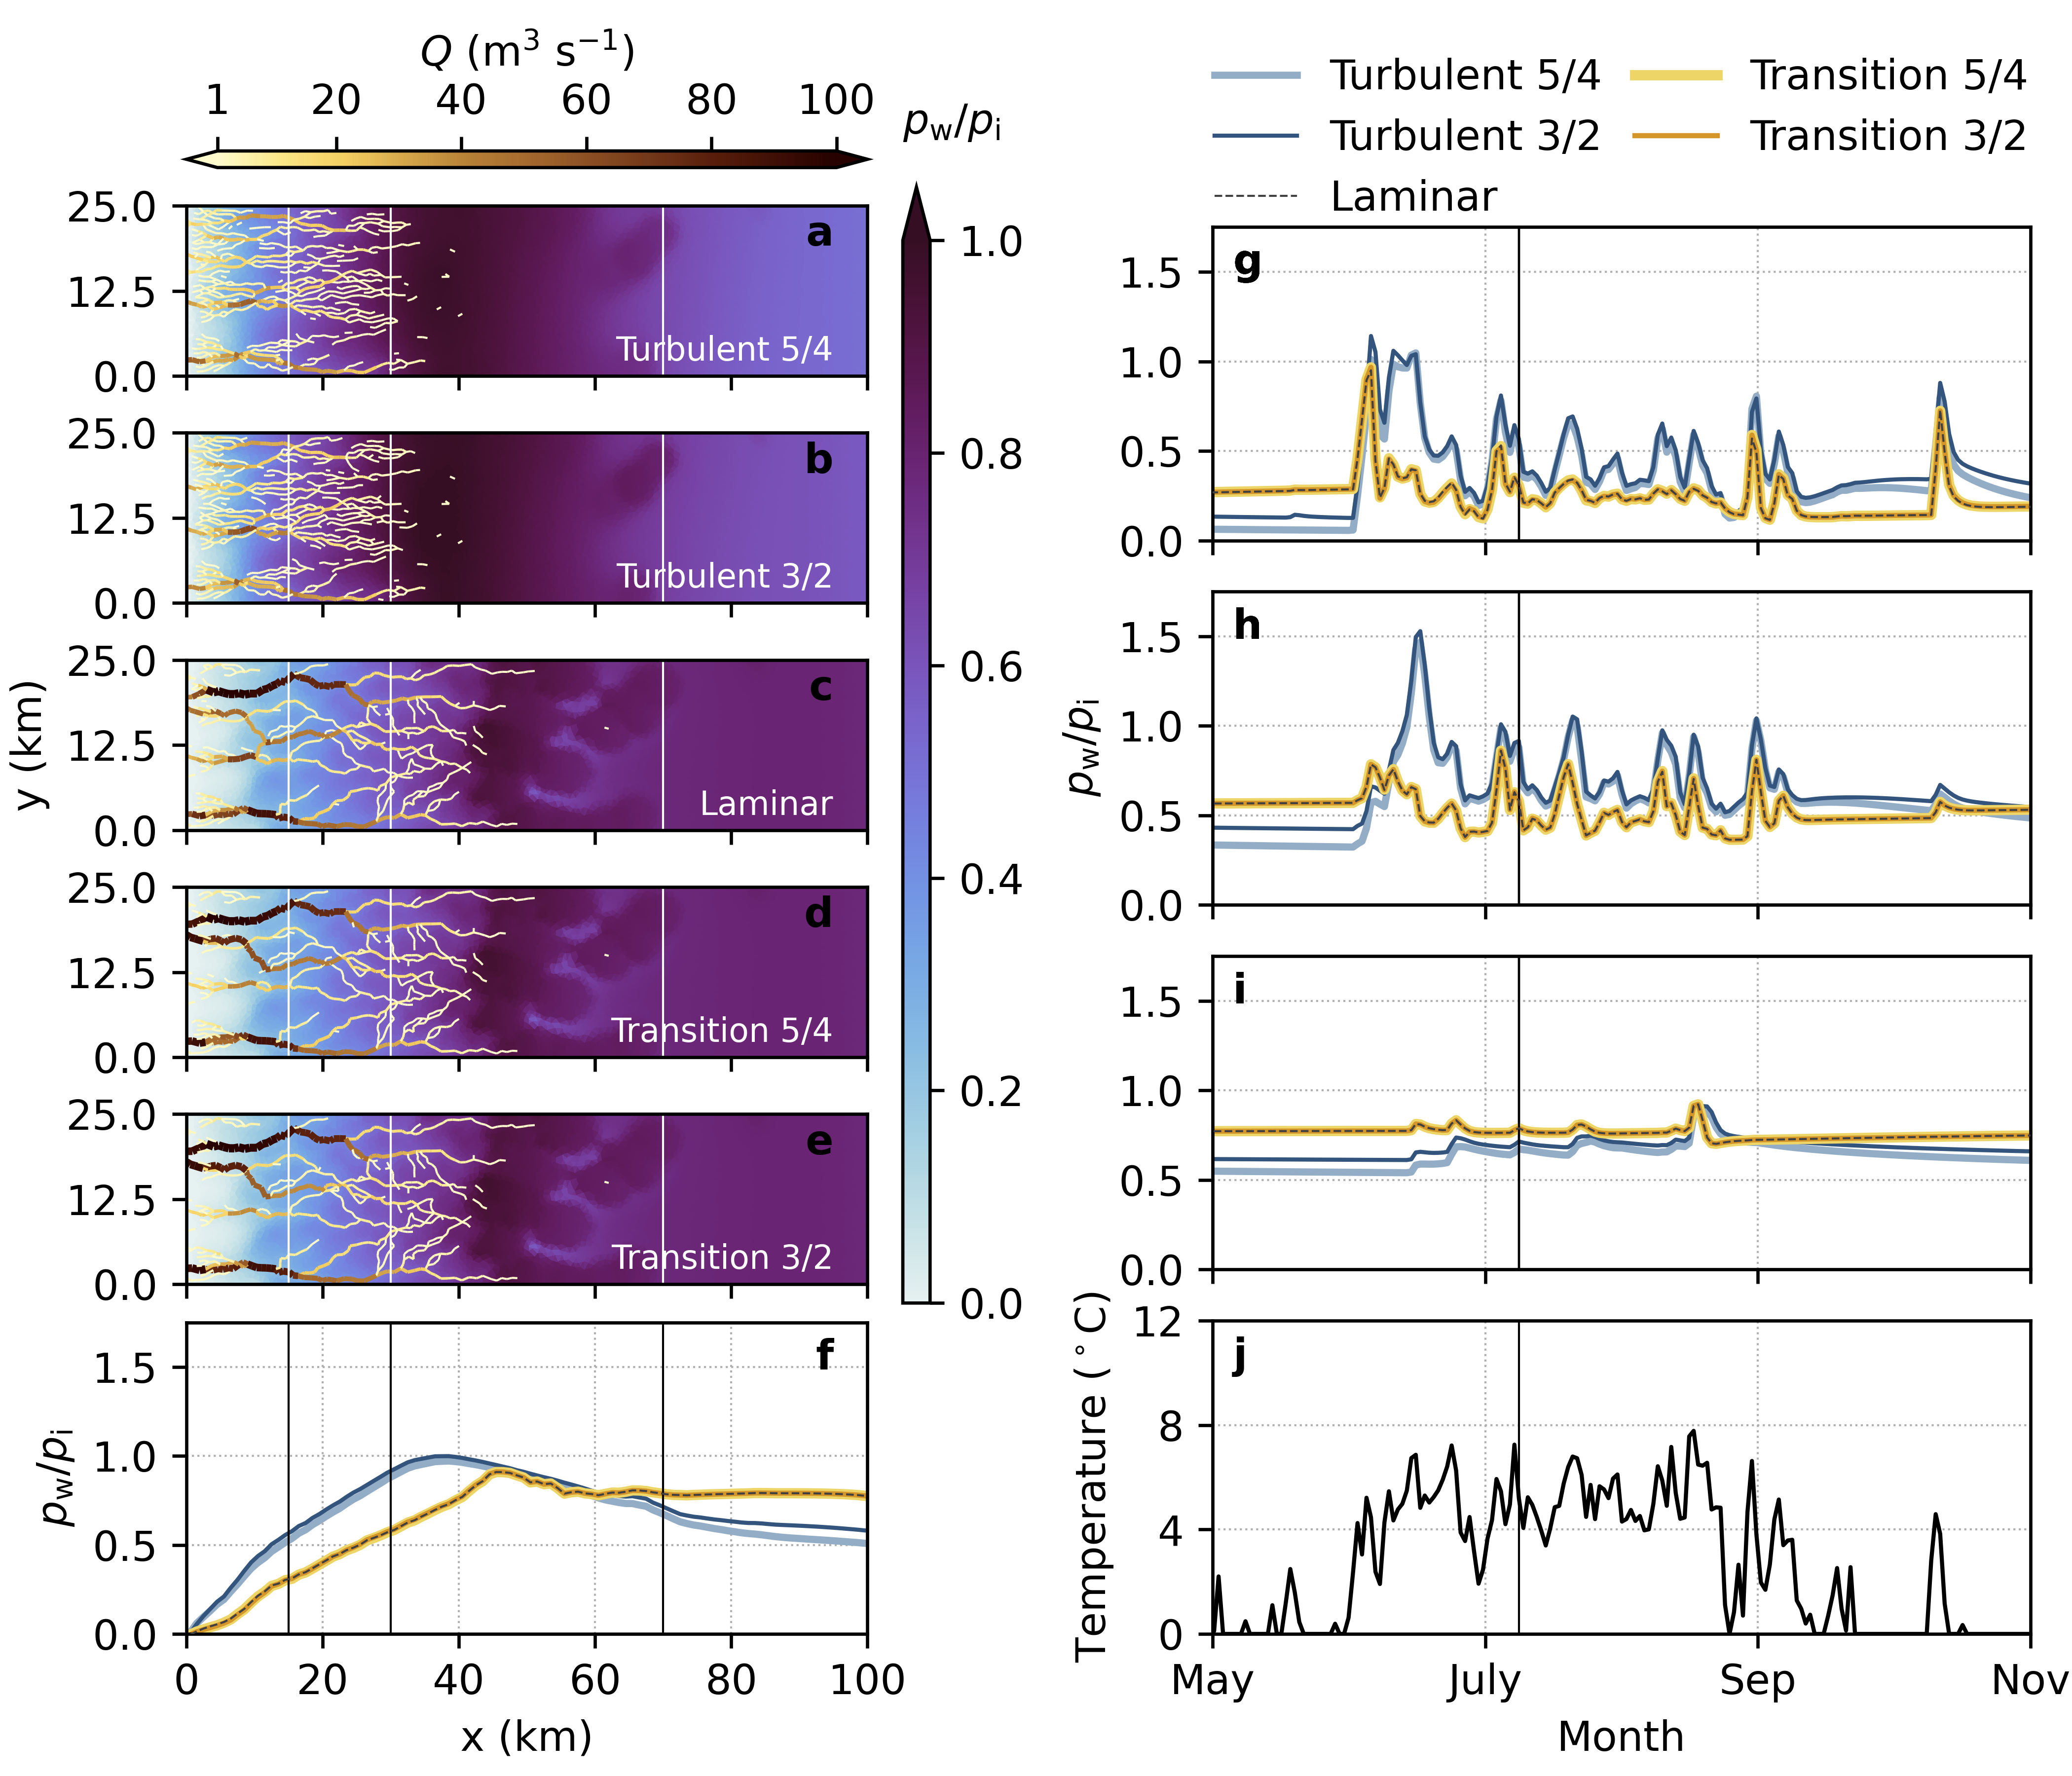 Q (m³ s⁻¹)
1 20 40 60 80 100
p_w/p_i
Turbulent 5/4 Transition 5/4
Turbulent 3/2 Transition 3/2
Laminar
25.0
12.5
0.0
a
Turbulent 5/4
25.0
12.5
0.0
b
Turbulent 3/2
25.0
12.5
0.0
c
Laminar
25.0
12.5
0.0
d
Transition 5/4
25.0
12.5
0.0
e
Transition 3/2
y (km)
1.0
0.8
0.6
0.4
0.2
0.0
1.5
1.0
0.5
0.0
f
p_w/p_i
0 20 40 60 80 100
x (km)
1.5
1.0
0.5
0.0
g
1.5
1.0
0.5
0.0
h
p_w/p_i
1.5
1.0
0.5
0.0
i
12
8
4
0
j
Temperature (°C)
May July Sep Nov
Month